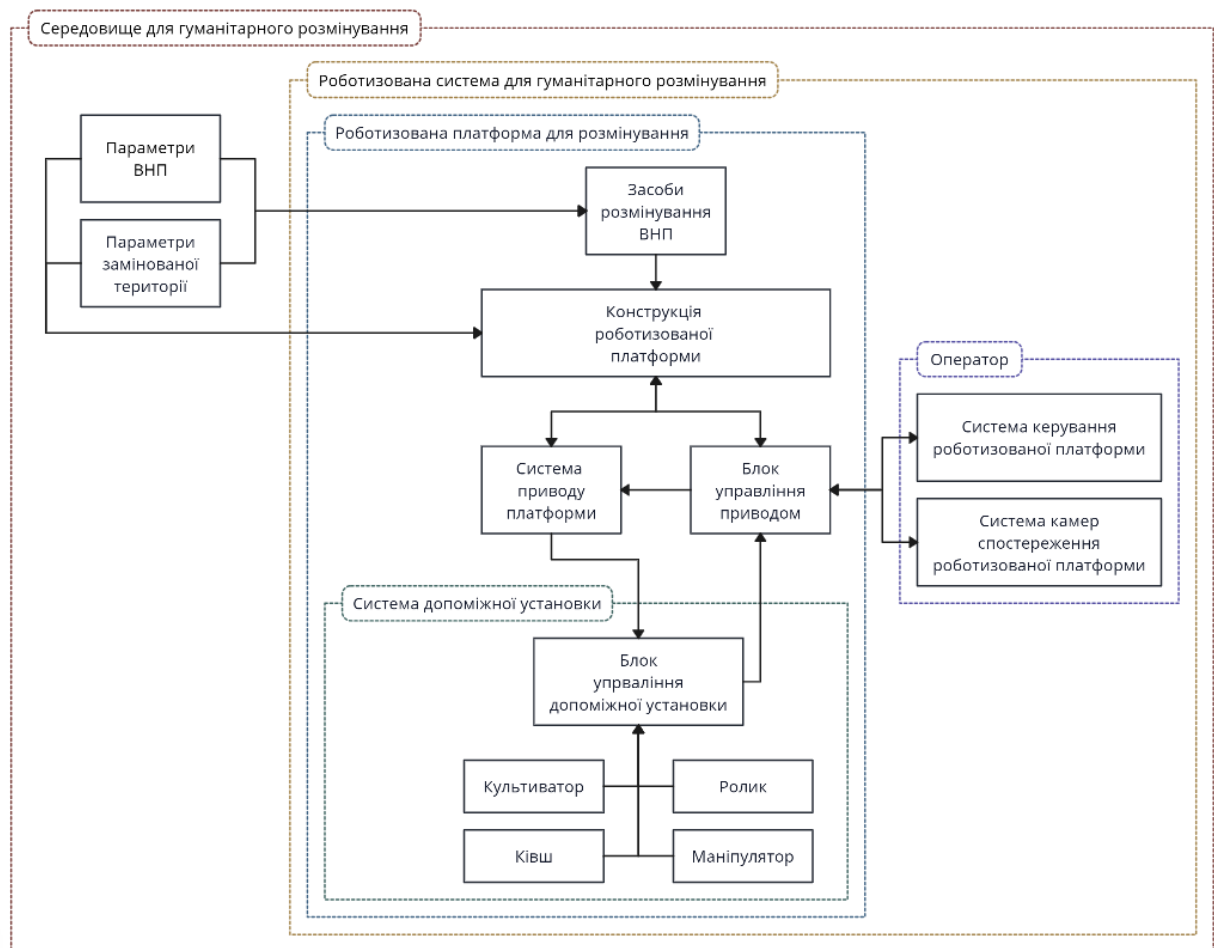 Середовище для гуманітарного розмінування
Роботизована система для гуманітарного розмінування
Роботизована платформа для розмінування
Параметри
ВНП
Параметри
замінованої
території
Засоби
розмінування
ВНП
Конструкція
роботизованої
платформи
Оператор
Система керування
роботизованої платформи
Система камер
спостереження
роботизованої платформи
Система
приводу
платформи
Блок
управління
приводом
Система допоміжної установки
Блок
упрваління
допоміжної установки
Культиватор
Ролик
Ківш
Маніпулятор